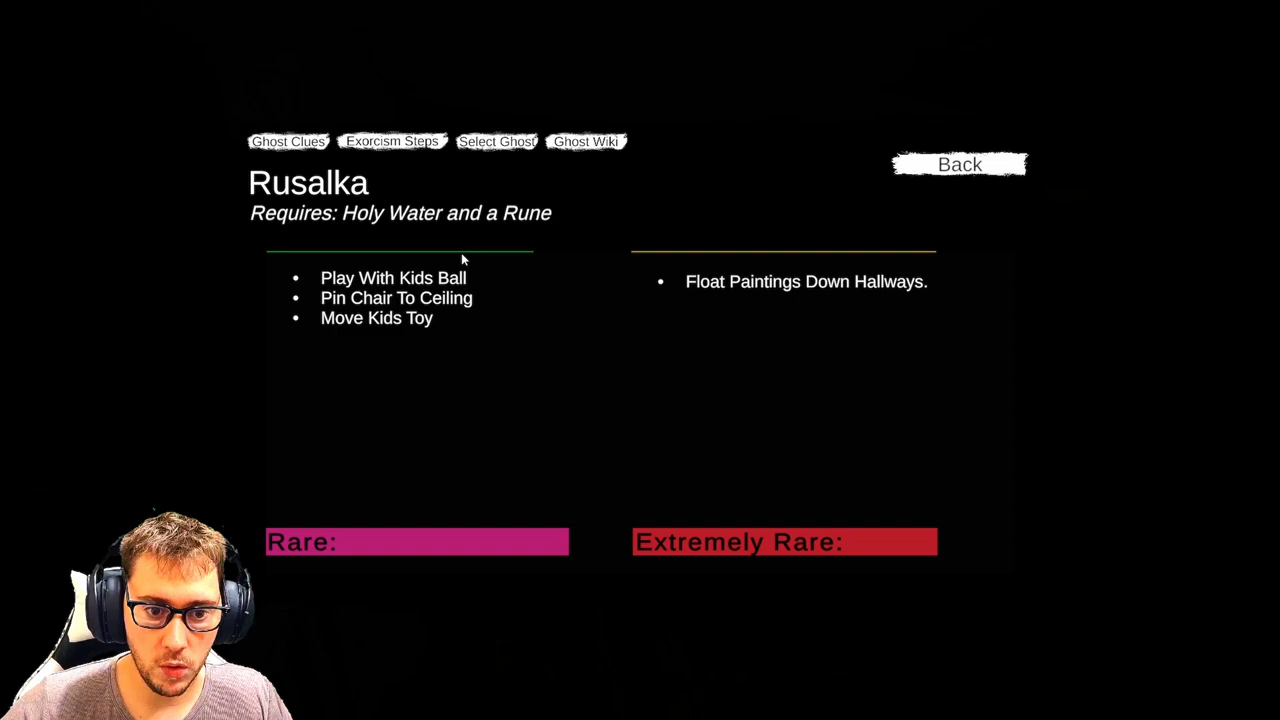 Ghost Clues Exorcism Steps Select Ghost Ghost Wiki
Back
Rusalka
Requires: Holy Water and a Rune
• Play With Kids Ball
• Pin Chair To Ceiling
• Move Kids Toy
• Float Paintings Down Hallways.
Rare:
Extremely Rare: